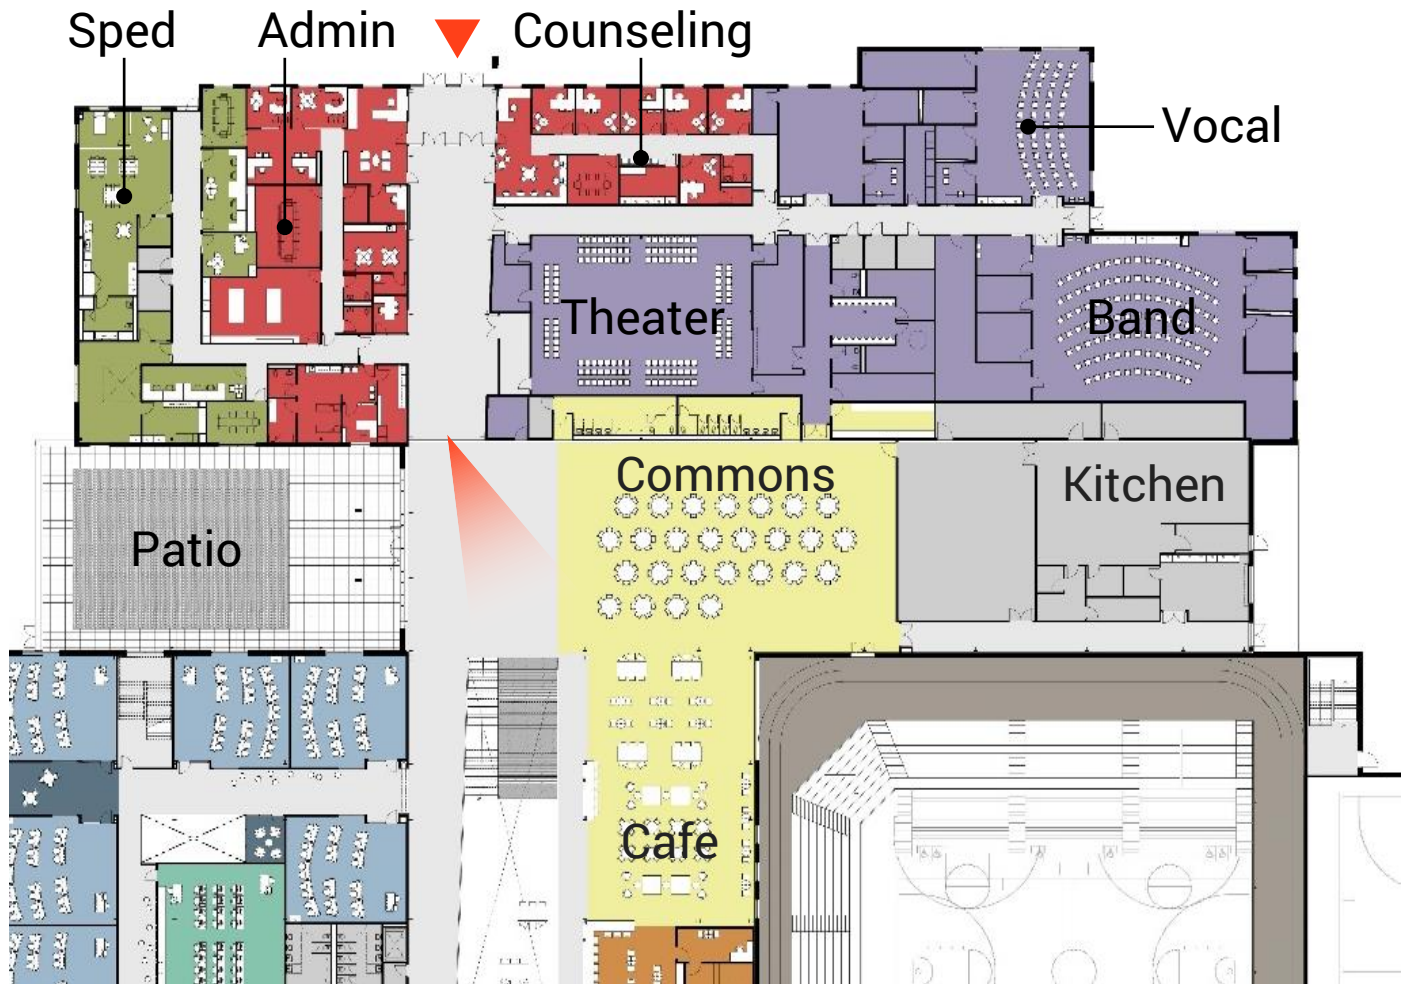 Sped
Admin
Counseling
Vocal
Theater
Band
Commons
Kitchen
Patio
Cafe